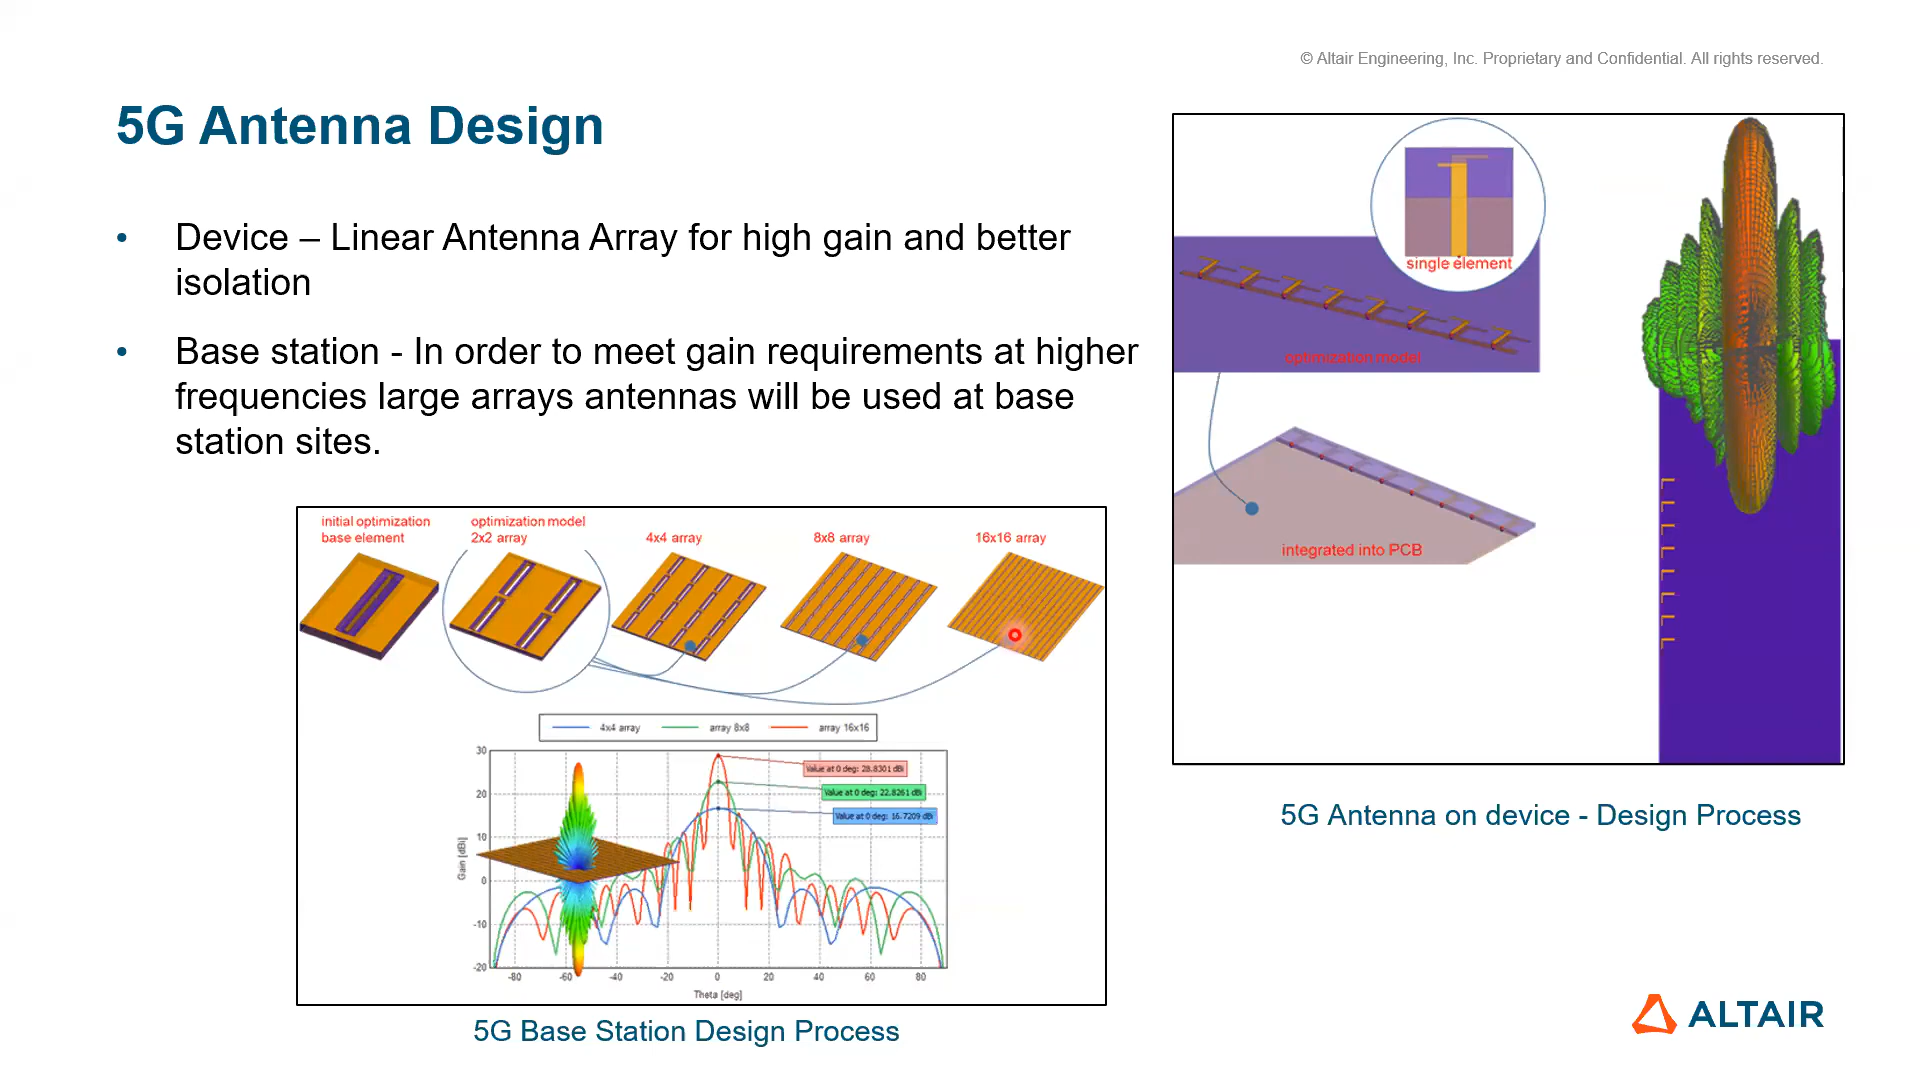 © Altair Engineering, Inc. Proprietary and Confidential. All rights reserved.
5G Antenna Design
• Device – Linear Antenna Array for high gain and better
isolation
• Base station - In order to meet gain requirements at higher
frequencies large arrays antennas will be used at base
station sites.
single element
optimization model
integrated into PCB
5G Antenna on device - Design Process
initial optimization
base element
optimization model
2x2 array
4x4 array
8x8 array
16x16 array
4x4 array
array 8x8
array 16x16
Value at 0 deg: 28.8301 dBi
Value at 0 deg: 22.8261 dBi
Value at 0 deg: 16.7209 dBi
30
20
10
0
-10
-20
Gain [dBi]
-80 -60 -40 -20 0 20 40 60 80
Theta [deg]
5G Base Station Design Process
ALTAIR